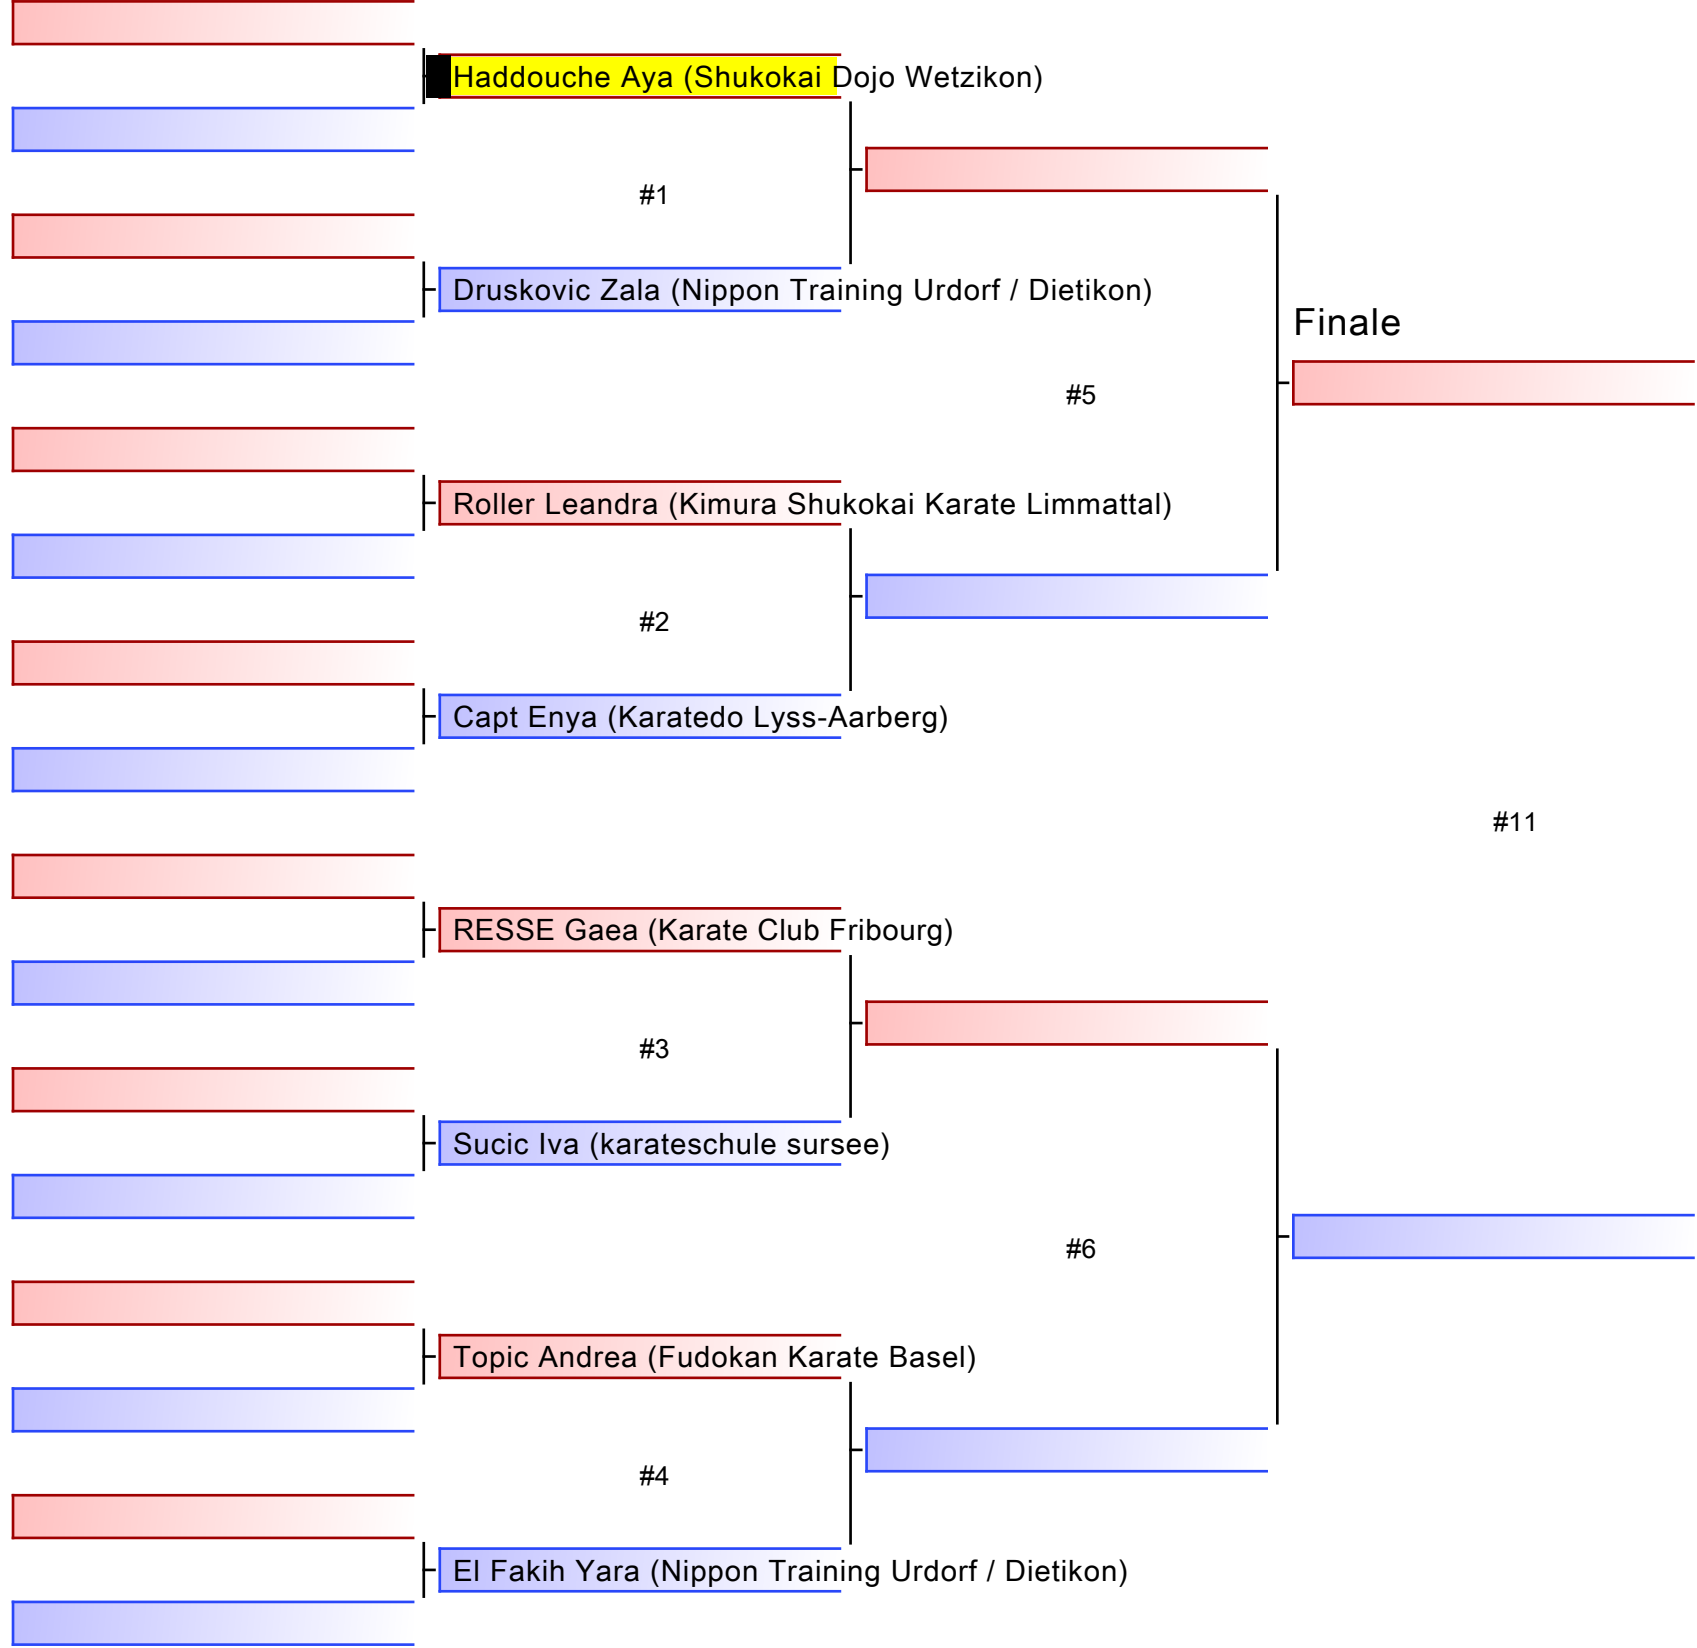 Haddouche Aya (Shukokai Dojo Wetzikon)
#1
Druskovic Zala (Nippon Training Urdorf / Dietikon)
Finale
#5
Roller Leandra (Kimura Shukokai Karate Limmattal)
#2
Capt Enya (Karatedo Lyss-Aarberg)
#11
RESSE Gaea (Karate Club Fribourg)
#3
Sucic Iva (karateschule sursee)
#6
Topic Andrea (Fudokan Karate Basel)
#4
El Fakih Yara (Nippon Training Urdorf / Dietikon)